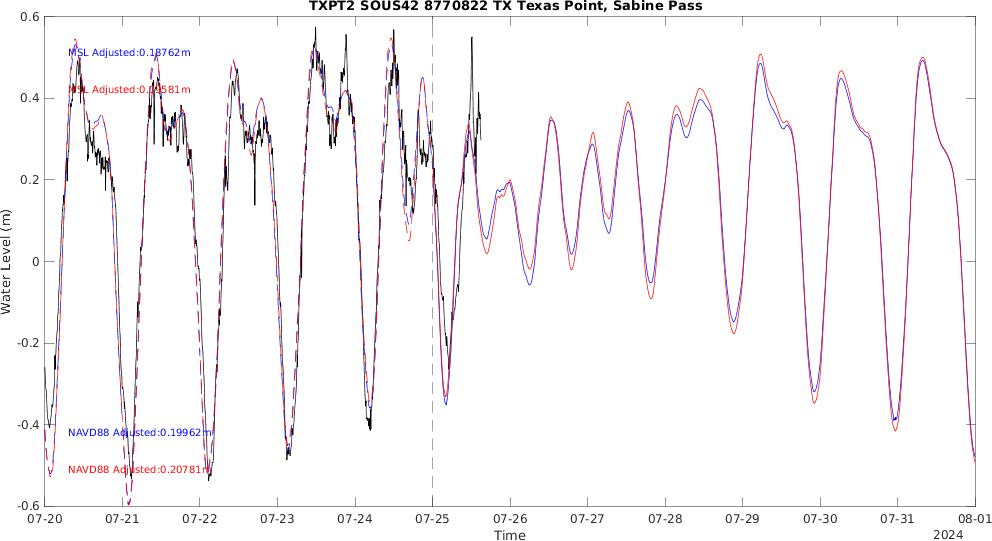 TXPT2 SOUS42 8770822 TX Texas Point, Sabine Pass
0.6
MSL Adjusted:0.18762m
0.4
MSL Adjusted:0.19581m
0.2
0
-0.2
-0.4
NAVD88 Adjusted:0.19962m
NAVD88 Adjusted:0.20781m
-0.6
Water Level (m)
07-20 07-21 07-22 07-23 07-24 07-25 07-26 07-27 07-28 07-29 07-30 07-31 08-01
Time
2024